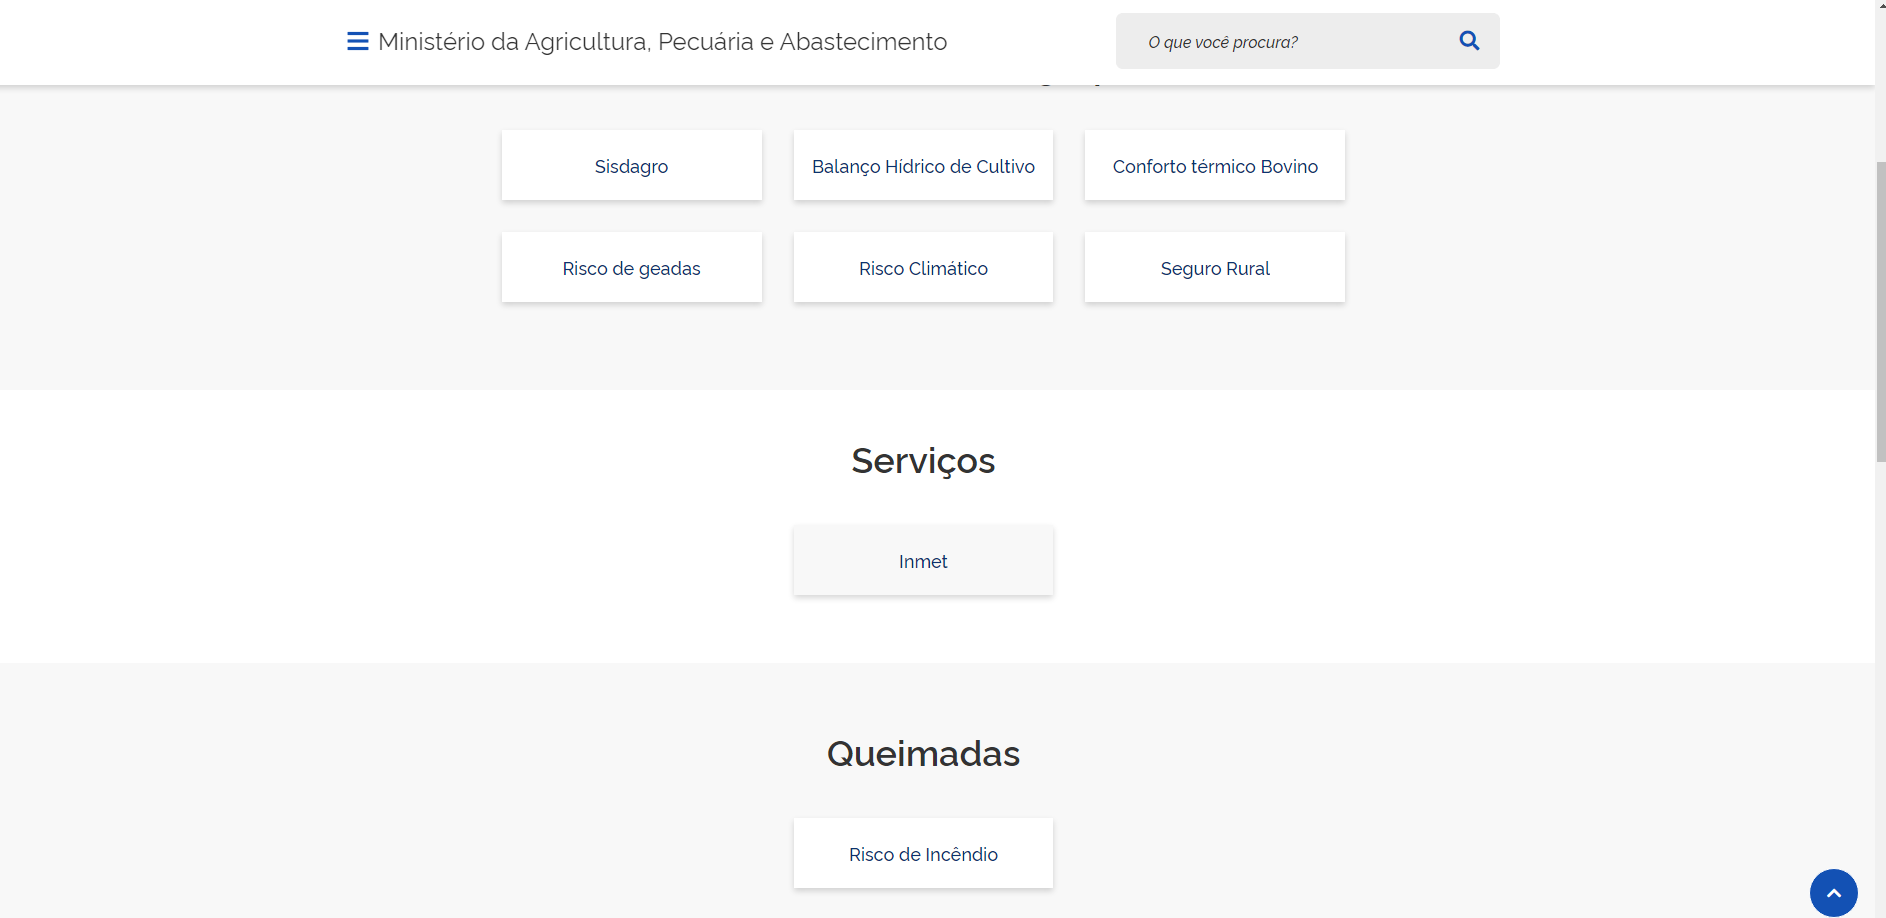 Ministério da Agricultura, Pecuária e Abastecimento
O que você procura?
Sisdagro
Balanço Hídrico de Cultivo
Conforto térmico Bovino
Risco de geadas
Risco Climático
Seguro Rural
Serviços
Inmet
Queimadas
Risco de Incêndio